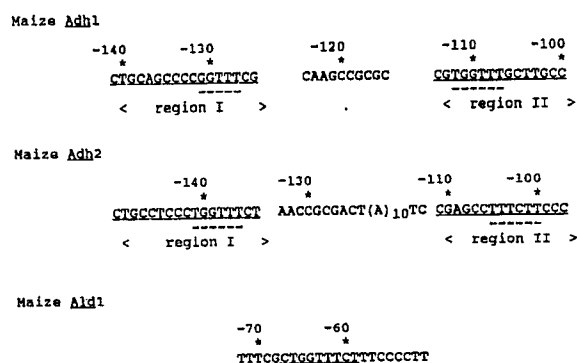 Maize Adh1
-140 -130 -120 -110 -100
* * * * *
CTGCAGCCCCGGTTTCG CAAGCCGCGC CGTGGTTTGCTTGCC
----- ------
< region I > < region II >
Maize Adh2
-140 -130 -110 -100
* * * *
CTGCCTCCCTGGTTTCT AACCGCGACT(A)10TC CGAGCCTTTCTTCCC
------ ------
< region I > < region II >
Maize Ald1
-70 -60
* *
TTTCGCTGGTTTCTTTCCCCTT